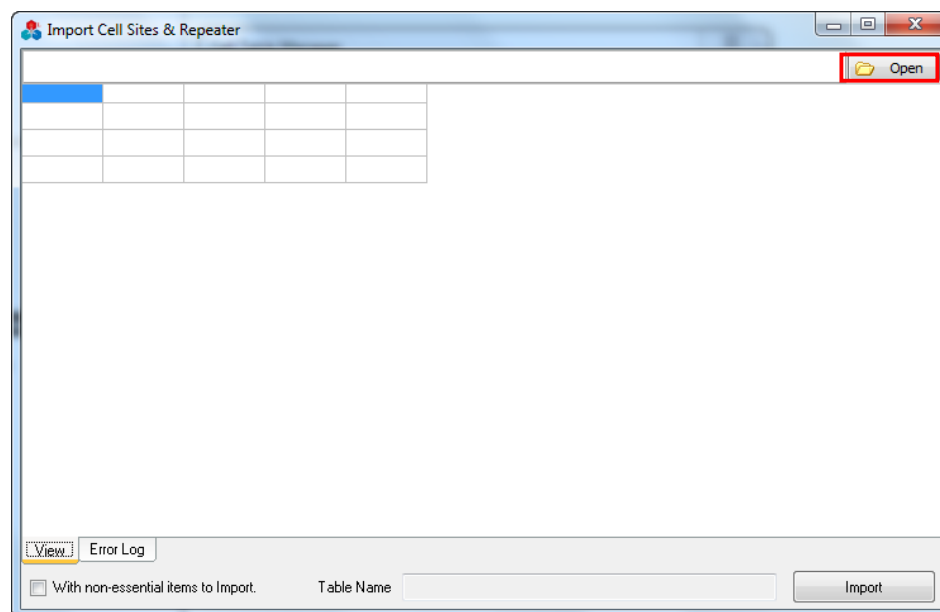 Import Cell Sites & Repeater
Open
View
Error Log
With non-essential items to Import.
Table Name
Import